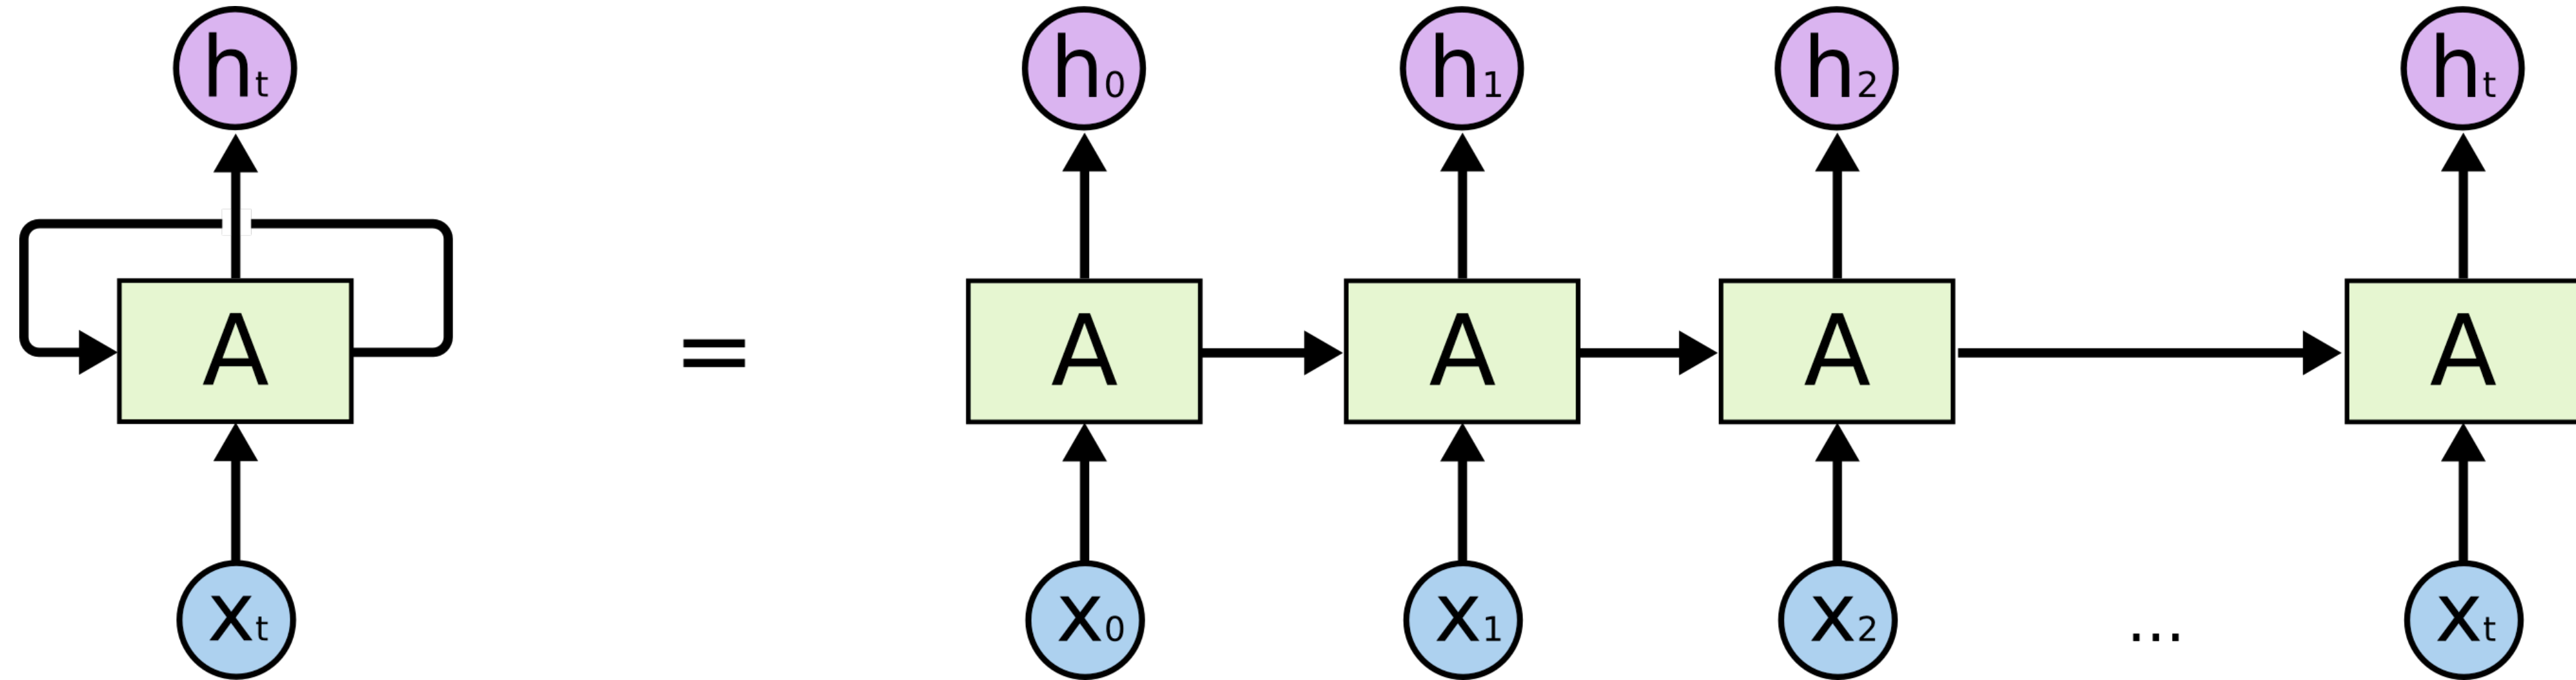 ht h0 h1 h2 ht
A = A A A A
xt x0 x1 x2 ... xt